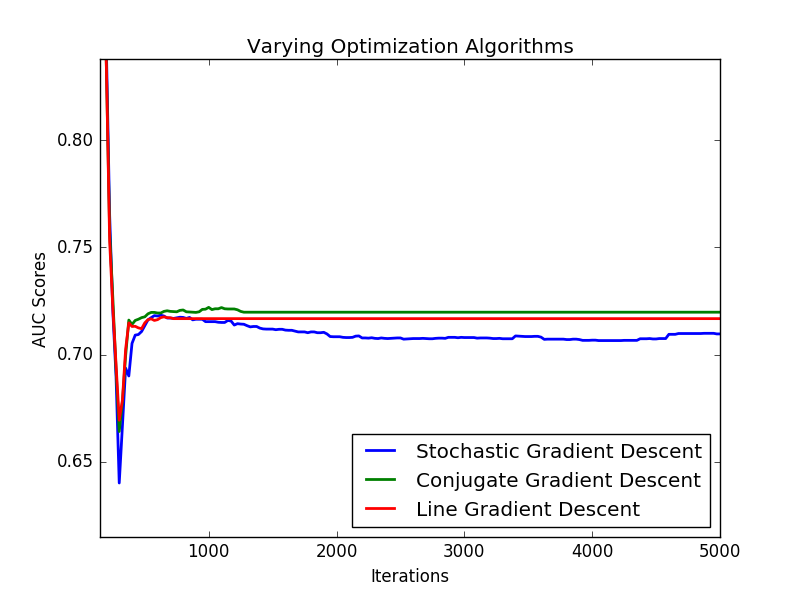 Varying Optimization Algorithms
0.80
0.75
0.70
0.65
AUC Scores
Stochastic Gradient Descent
Conjugate Gradient Descent
Line Gradient Descent
1000 2000 3000 4000 5000
Iterations